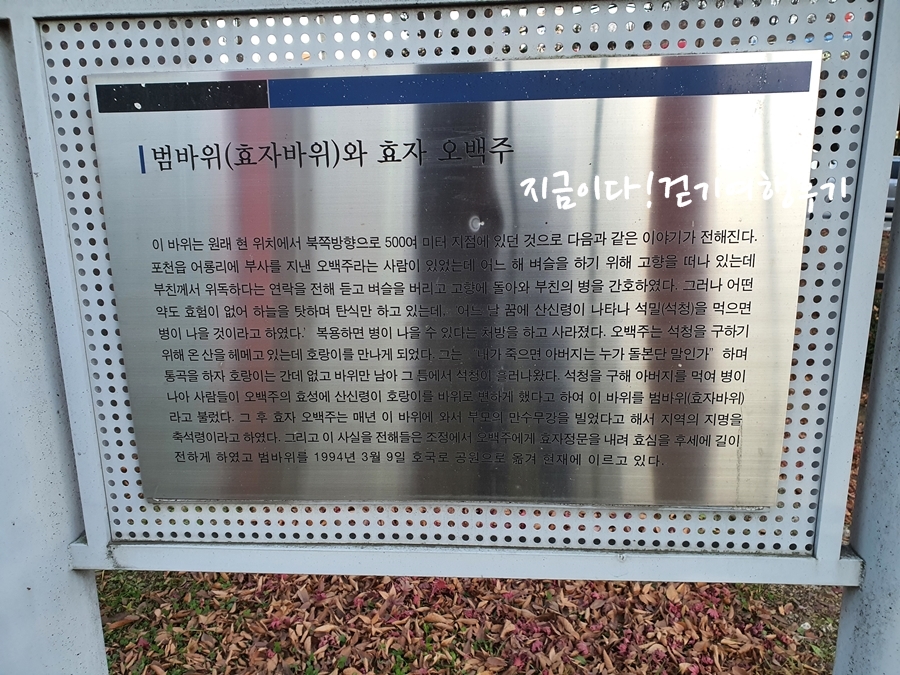 범바위(효자바위)와 효자 오백주
지금이다! 걷기여행
이 바위는 원래 현 위치에서 북쪽방향으로 500여 미터 지점에 있던 것으로 다음과 같은 이야기가 전해진다.
포천읍 어룡리에 부사를 지낸 오백주라는 사람이 있었는데 어느 해 벼슬을 하기 위해 고향을 떠나 있는데
부친께서 위독하다는 연락을 전해 듣고 벼슬을 버리고 고향에 돌아와 부친의 병을 간호하였다. 그러나 어떤
약도 효험이 없어 하늘을 탓하며 탄식만 하고 있는데, '어느 날 꿈에 산신령이 나타나 석밀(석청)을 먹으면
병이 나을 것이라고 하였다.' 복용하면 병이 나을 수 있다는 처방을 하고 사라졌다. 오백주는 석청을 구하기
위해 온 산을 헤메고 있는데 호랑이를 만나게 되었다. 그는 "내가 죽으면 아버지는 누가 돌본단 말인가" 하며
통곡을 하자 호랑이는 간데 없고 바위만 남아 그 틈에서 석청이 흘러나왔다. 석청을 구해 아버지를 먹여 병이
나아 사람들이 오백주의 효성에 산신령이 호랑이를 바위로 변하게 했다고 하여 이 바위를 범바위(효자바위)
라고 불렀다. 그 후 효자 오백주는 매년 이 바위에 와서 부모의 만수무강을 빌었다고 해서 지역의 지명을
축석령이라고 하였다. 그리고 이 사실을 전해들은 조정에서 오백주에게 효자정문을 내려 효심을 후세에 길이
전하게 하였고 범바위를 1994년 3월 9일 호국로 공원으로 옮겨 현재에 이르고 있다.